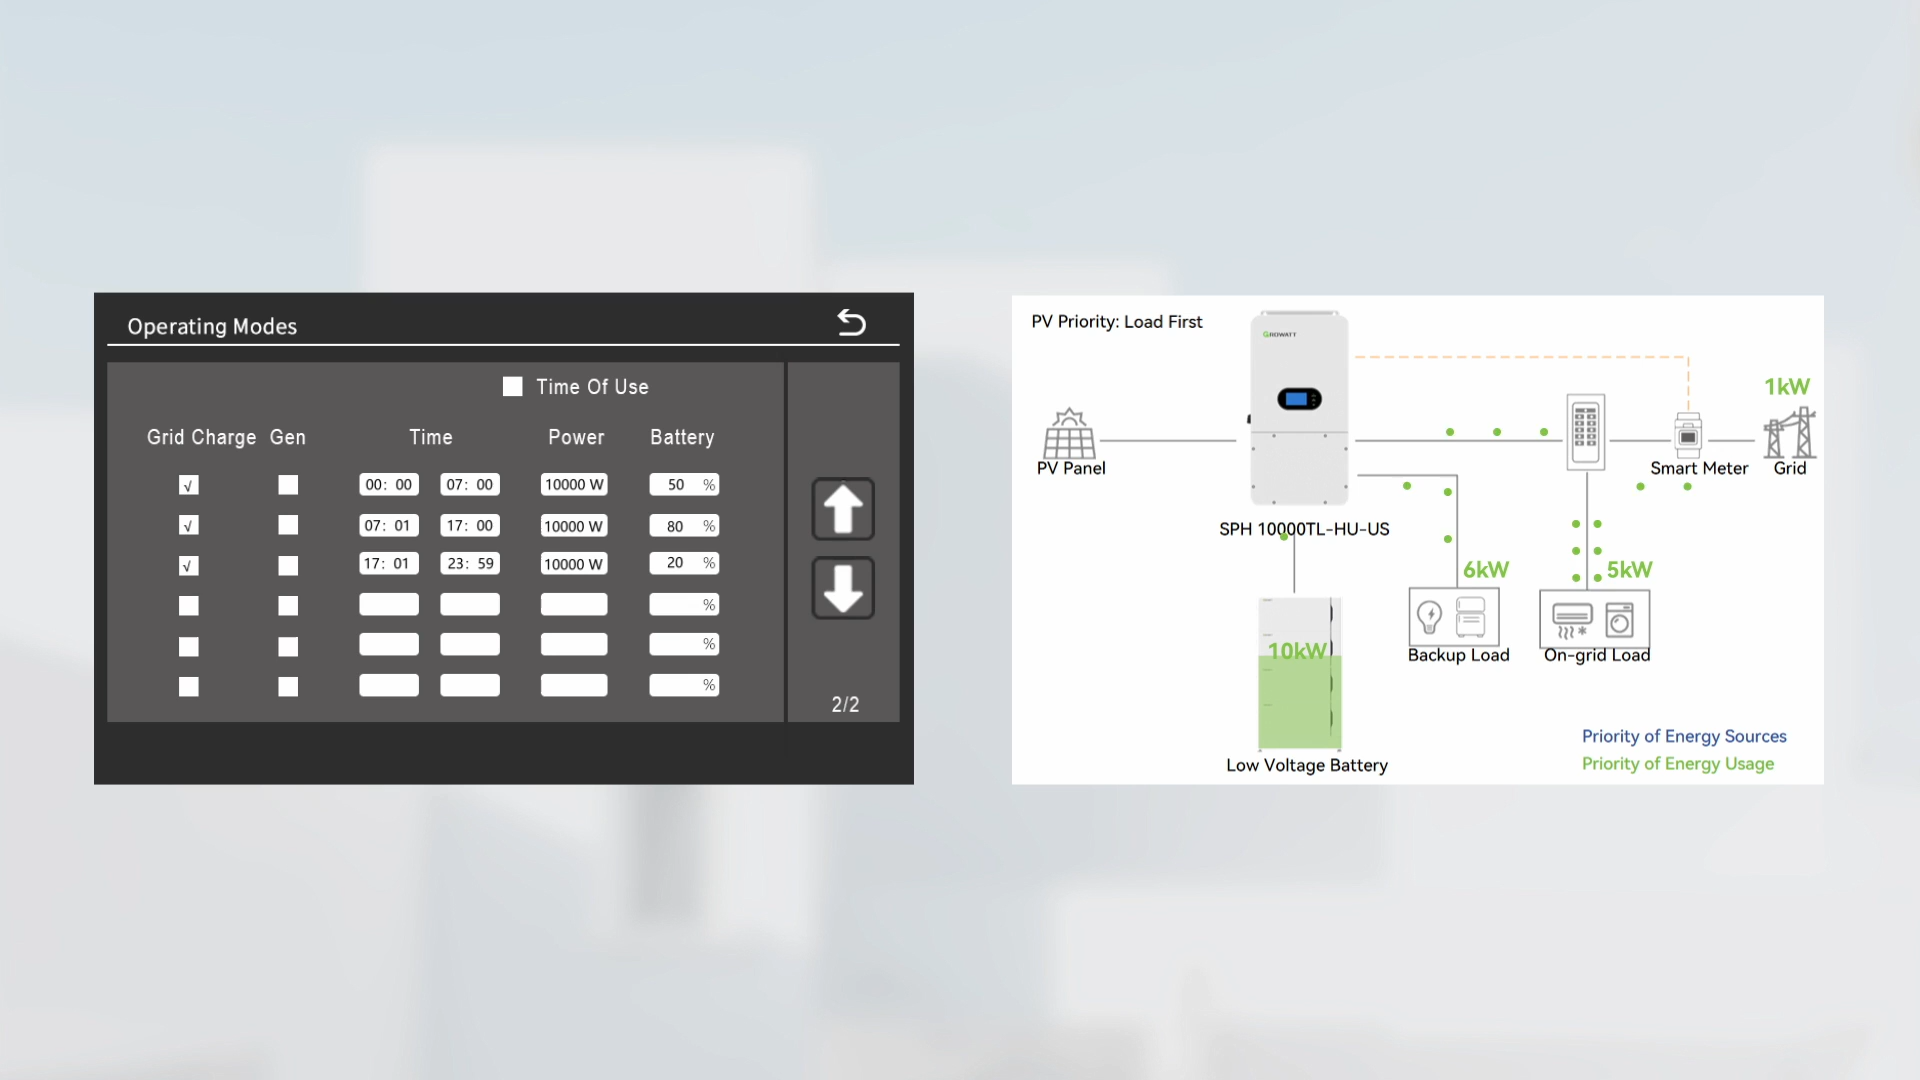 Operating Modes
Time Of Use
Grid Charge Gen Time Power Battery
√ 00: 00 07: 00 10000 W 50 %
√ 07: 01 17: 00 10000 W 80 %
√ 17: 01 23: 59 10000 W 20 %
%
%
%
2/2
PV Priority: Load First
GROWATT
1kW
PV Panel
Smart Meter
Grid
SPH 10000TL-HU-US
6kW
5kW
10kW
Backup Load
On-grid Load
Low Voltage Battery
Priority of Energy Sources
Priority of Energy Usage